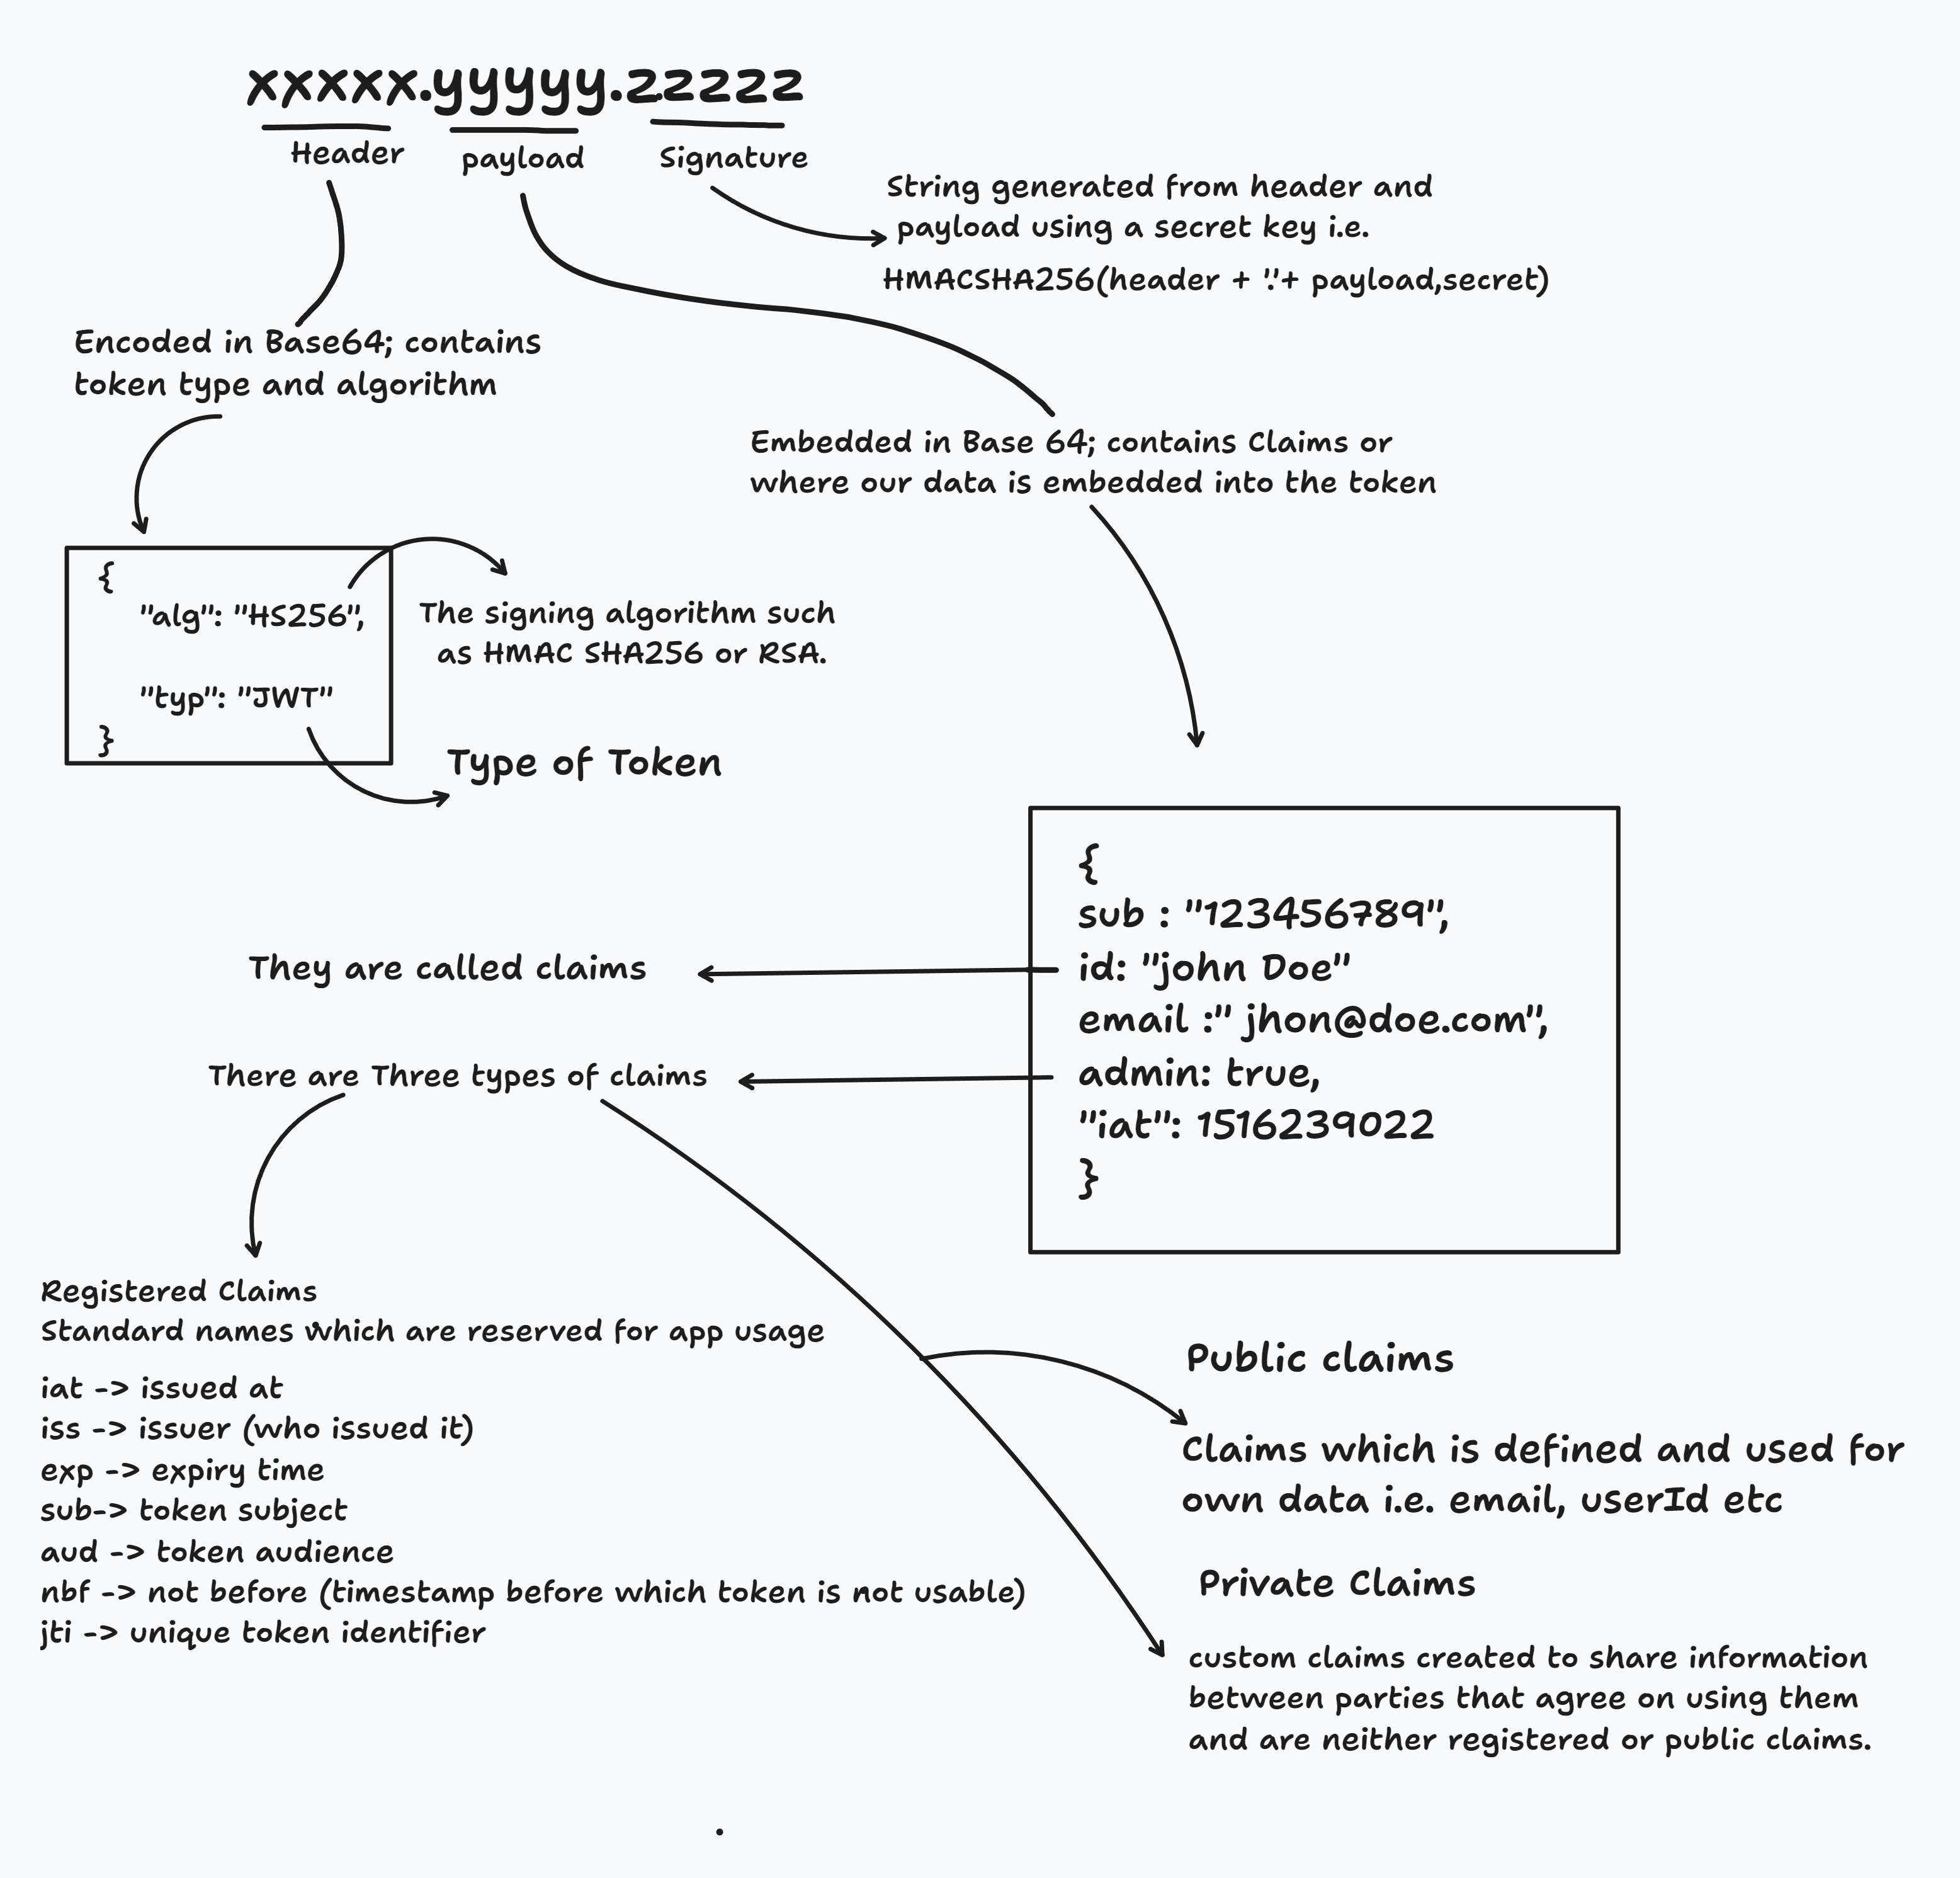 xxxxx.yyyyy.zzzzz
Header
payload
Signature
String generated from header and
payload using a secret key i.e.
HMACSHA256(header + "."+ payload,secret)
Encoded in Base64; contains
token type and algorithm
Embedded in Base 64; contains Claims or
where our data is embedded into the token
{
"alg": "HS256",
"typ": "JWT"
}
The signing algorithm such
as HMAC SHA256 or RSA.
Type of Token
{
sub : "123456789",
id: "john Doe"
email :" jhon@doe.com",
admin: true,
"iat": 1516239022
}
They are called claims
There are Three types of claims
Registered Claims
Standard names which are reserved for app usage
iat -> issued at
iss -> issuer (who issued it)
exp -> expiry time
sub-> token subject
aud -> token audience
nbf -> not before (timestamp before which token is not usable)
jti -> unique token identifier
Public claims
Claims which is defined and used for
own data i.e. email, userId etc
Private Claims
custom claims created to share information
between parties that agree on using them
and are neither registered or public claims.